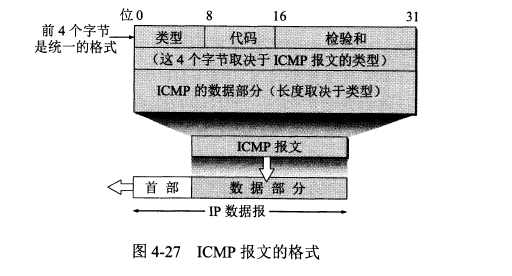 位 0 8 16 31
前 4 个字节
是统一的格式
类型 代码 检验和
（这 4 个字节取决于 ICMP 报文的类型）
ICMP 的数据部分（长度取决于类型）
ICMP 报文
首 部 数 据 部 分
IP 数据报
图 4-27 ICMP 报文的格式